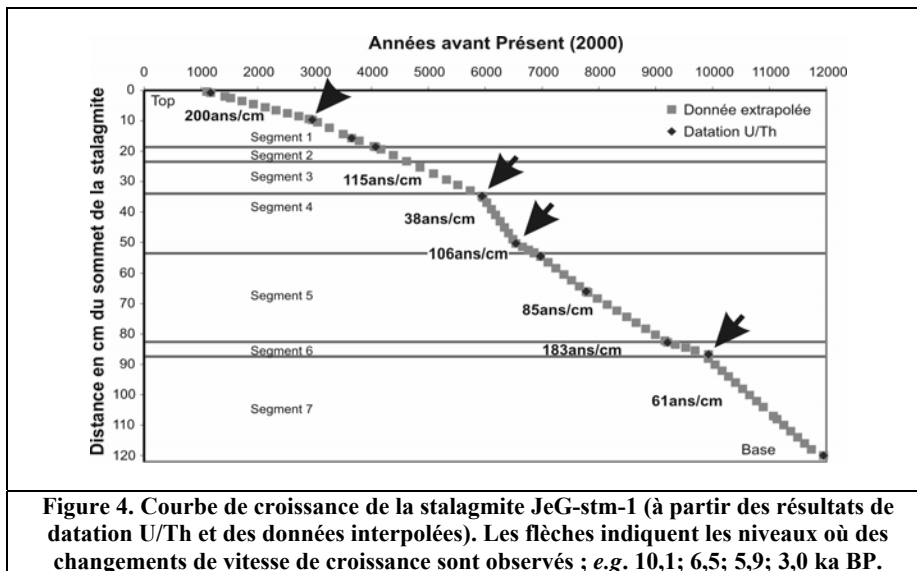 Années avant Présent (2000)
0 1000 2000 3000 4000 5000 6000 7000 8000 9000 10000 11000 12000
Distance en cm du sommet de la stalagmite
0
10
20
30
40
50
60
70
80
90
100
110
120
Top
200ans/cm
Segment 1
Segment 2
Segment 3
115ans/cm
Segment 4
38ans/cm
106ans/cm
Segment 5
85ans/cm
183ans/cm
Segment 6
61ans/cm
Segment 7
Base
Donnée extrapolée
Datation U/Th
Figure 4. Courbe de croissance de la stalagmite JeG-stm-1 (à partir des résultats de
datation U/Th et des données interpolées). Les flèches indiquent les niveaux où des
changements de vitesse de croissance sont observés ; e.g. 10,1; 6,5; 5,9; 3,0 ka BP.